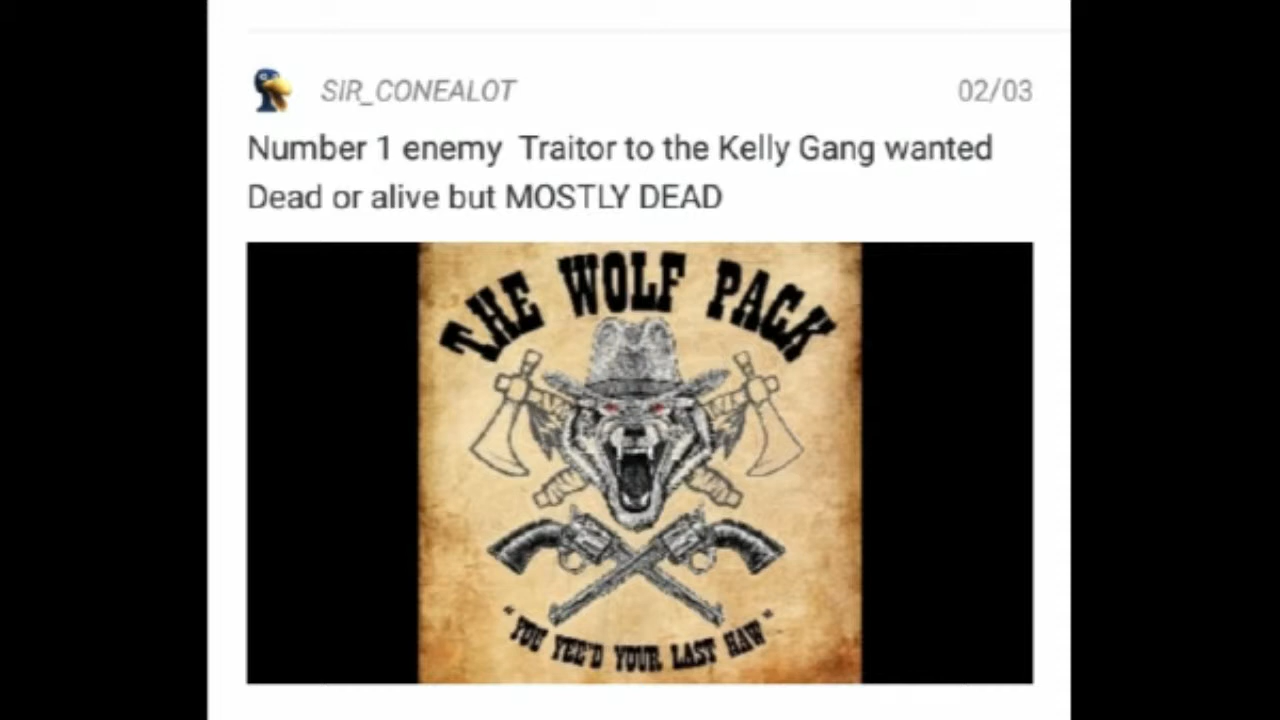 SIR_CONEALOT 02/03
Number 1 enemy Traitor to the Kelly Gang wanted
Dead or alive but MOSTLY DEAD
THE WOLF PACK
"YOU YEE'D YOUR LAST HAW"